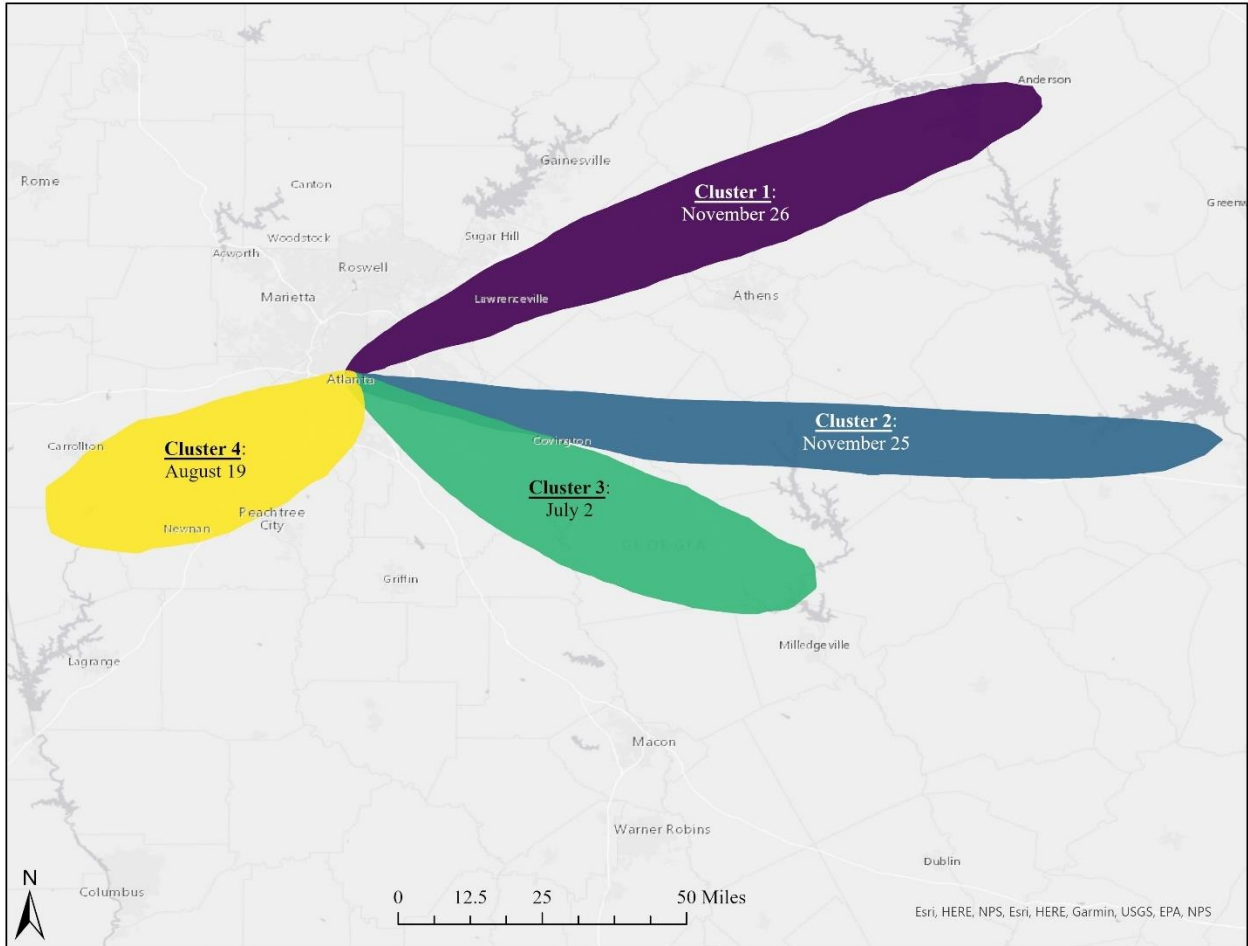 Anderson
Gainesville
Rome
Canton
Cluster 1:
November 26
Greenw
Woodstock
Sugar Hill
Acworth
Roswell
Marietta
Lawrenceville
Athens
Atlanta
Cluster 2:
November 25
Carrollton
Cluster 4:
August 19
Covington
Cluster 3:
July 2
Peachtree
City
Newnan
GEORGIA
Griffin
Milledgeville
Lagrange
Macon
Warner Robins
Dublin
Columbus
N
0 12.5 25 50 Miles
Esri, HERE, NPS, Esri, HERE, Garmin, USGS, EPA, NPS